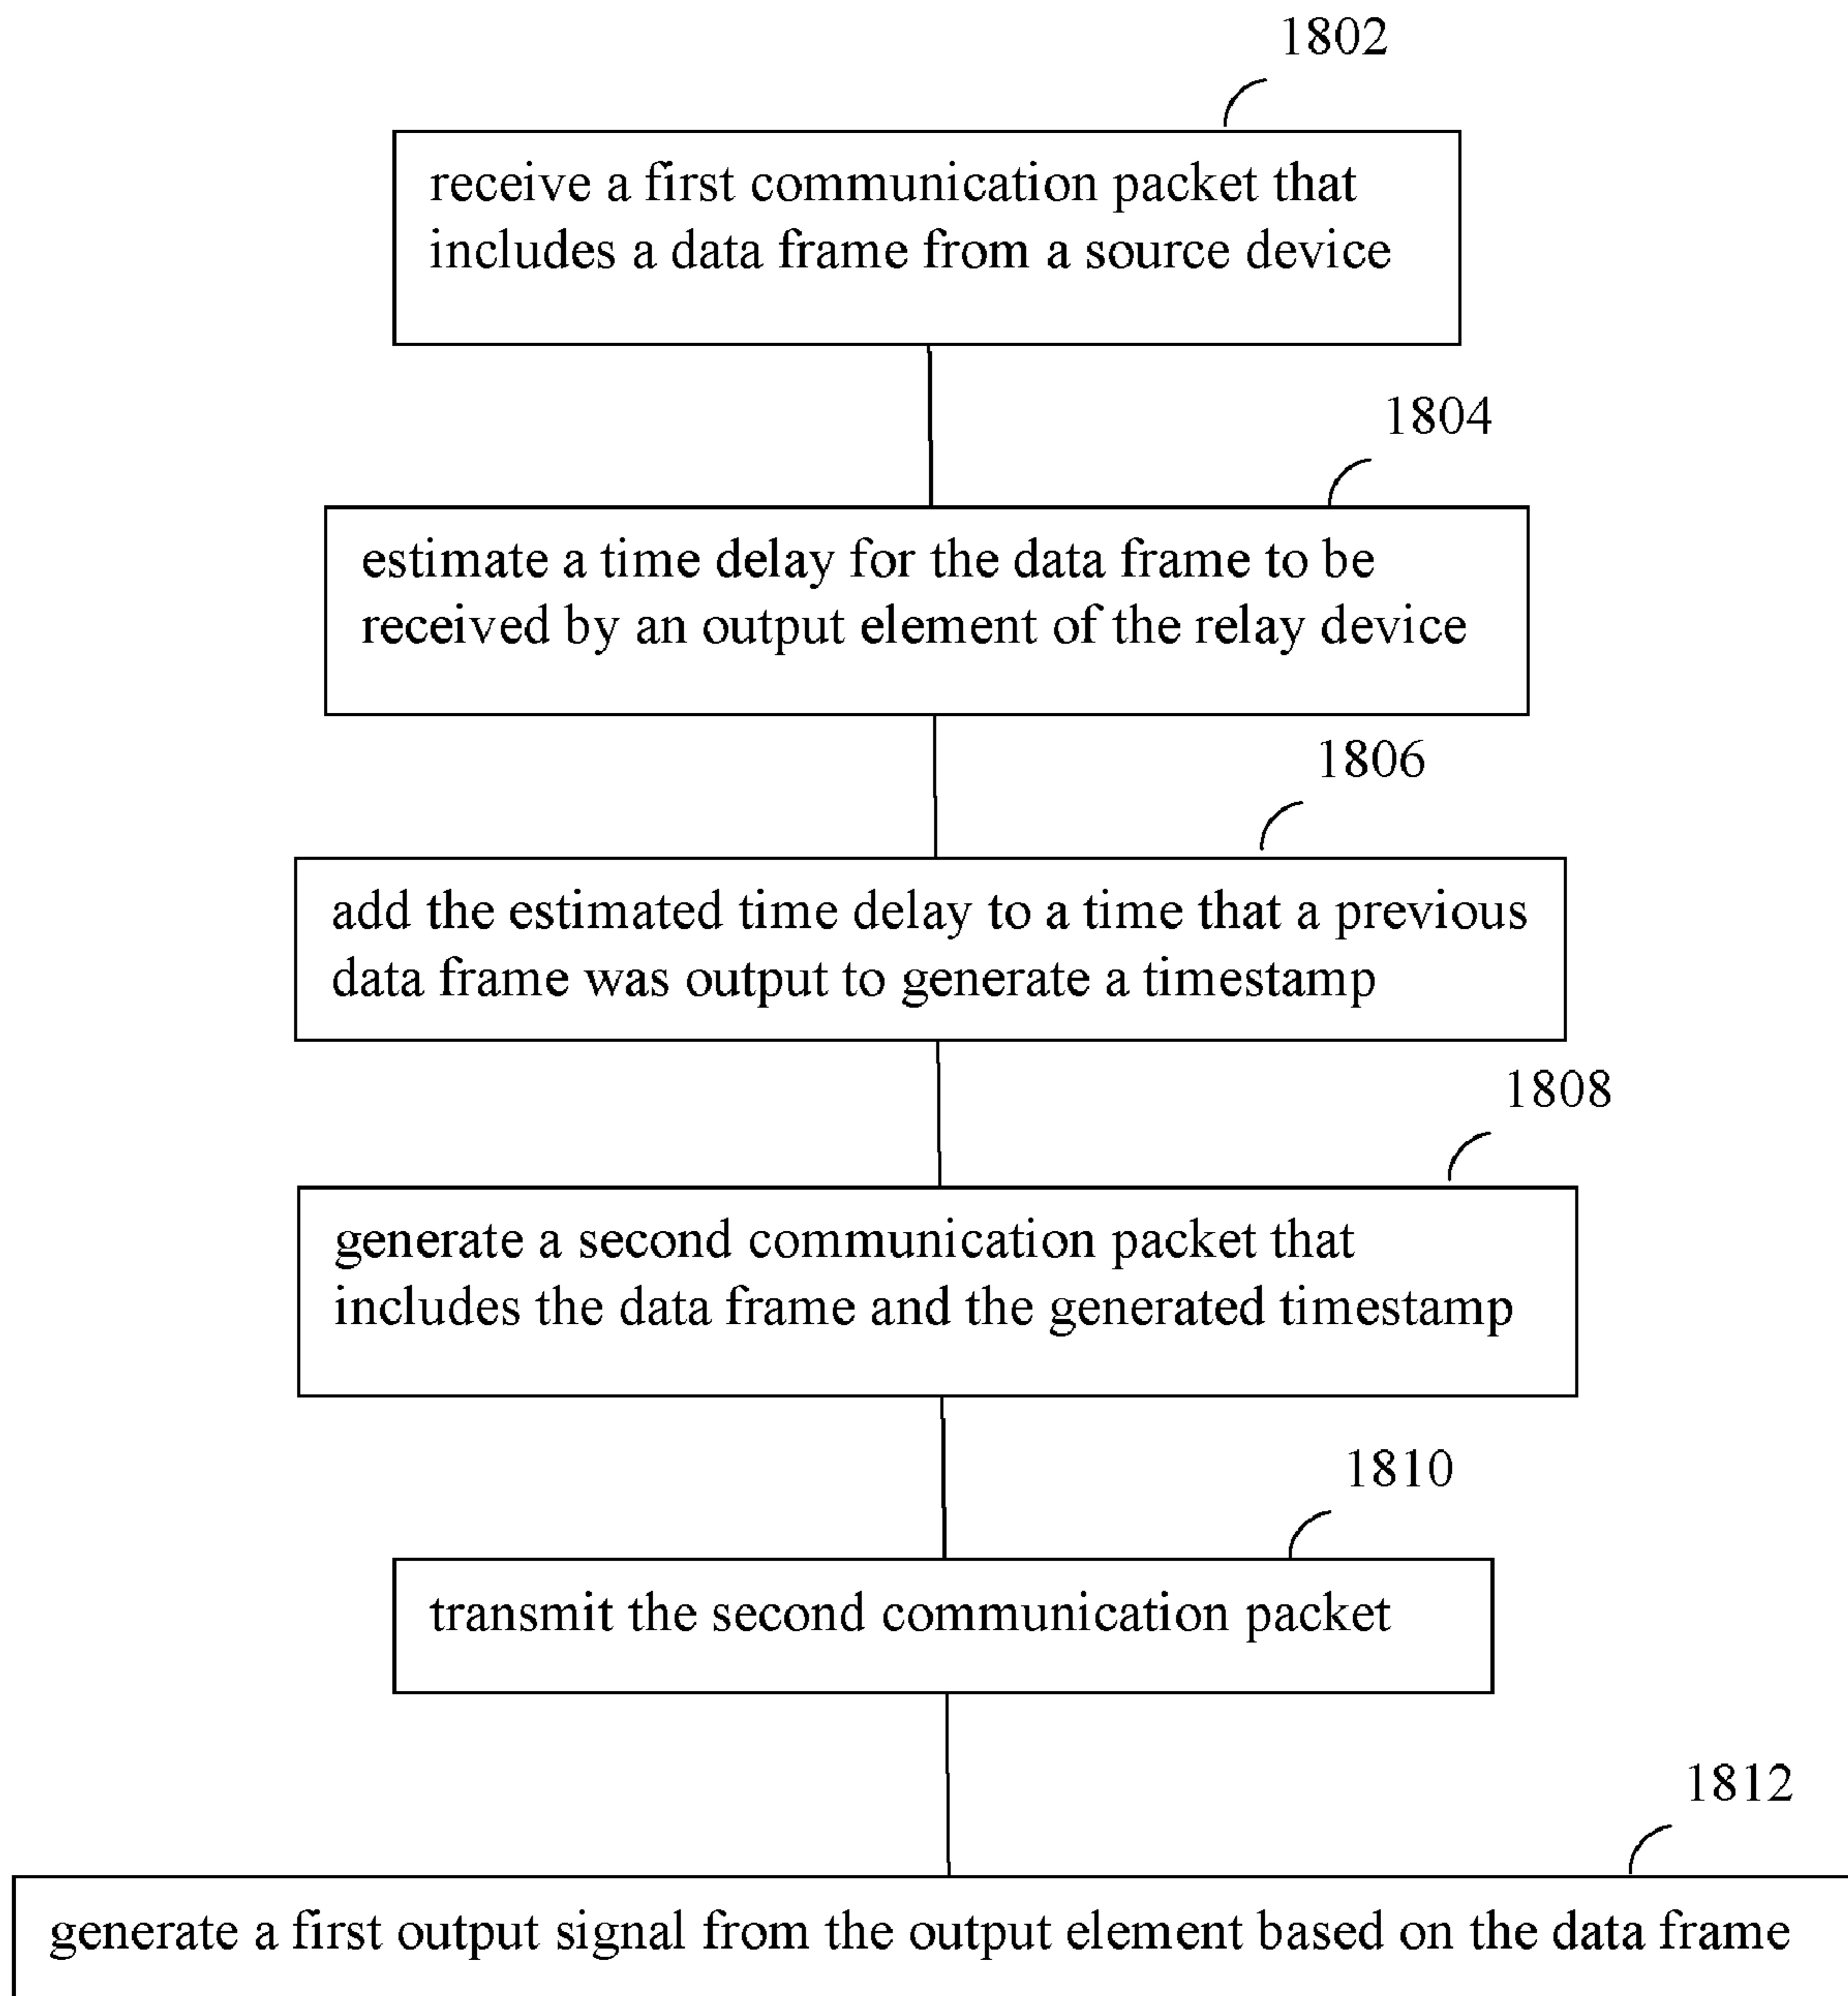 1802
receive a first communication packet that
includes a data frame from a source device
1804
estimate a time delay for the data frame to be
received by an output element of the relay device
1806
add the estimated time delay to a time that a previous
data frame was output to generate a timestamp
1808
generate a second communication packet that
includes the data frame and the generated timestamp
1810
transmit the second communication packet
1812
generate a first output signal from the output element based on the data frame